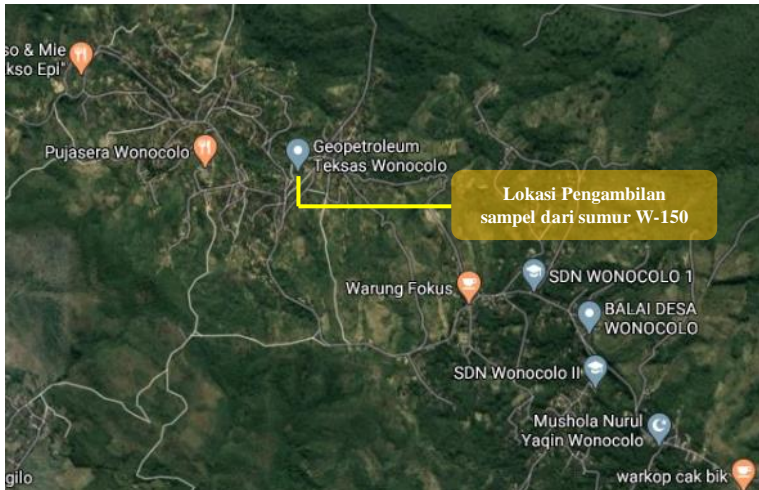 so & Mie
kso Epi"
Pujasera Wonocolo
Geopetroleum
Teksas Wonocolo
Lokasi Pengambilan
sampel dari sumur W-150
Warung Fokus
SDN WONOCOLO 1
BALAI DESA
WONOCOLO
SDN Wonocolo II
Mushola Nurul
Yaqin Wonocolo
warkop cak bik
gilo